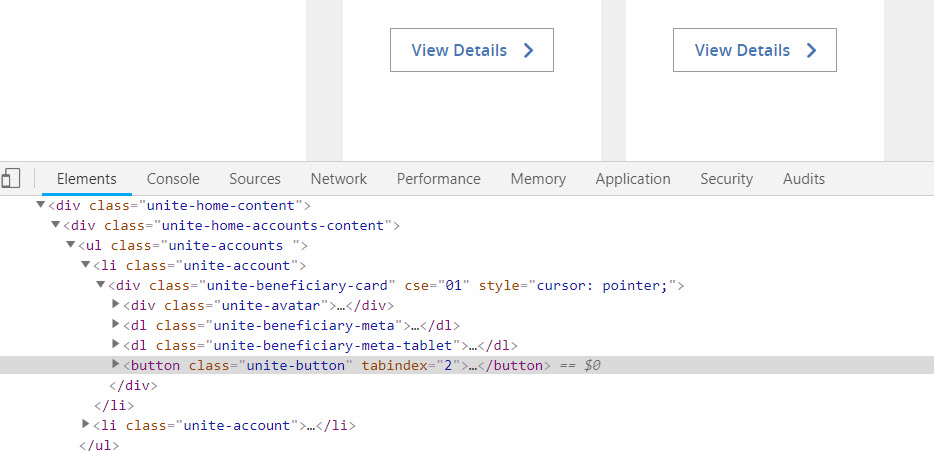 View Details View Details
Elements Console Sources Network Performance Memory Application Security Audits
<div class="unite-home-content">
<div class="unite-home-accounts-content">
<ul class="unite-accounts ">
<li class="unite-account">
<div class="unite-beneficiary-card" cse="01" style="cursor: pointer;">
<div class="unite-avatar">…</div>
<dl class="unite-beneficiary-meta">…</dl>
<dl class="unite-beneficiary-meta-tablet">…</dl>
<button class="unite-button" tabindex="2">…</button> == $0
</div>
</li>
<li class="unite-account">…</li>
</ul>